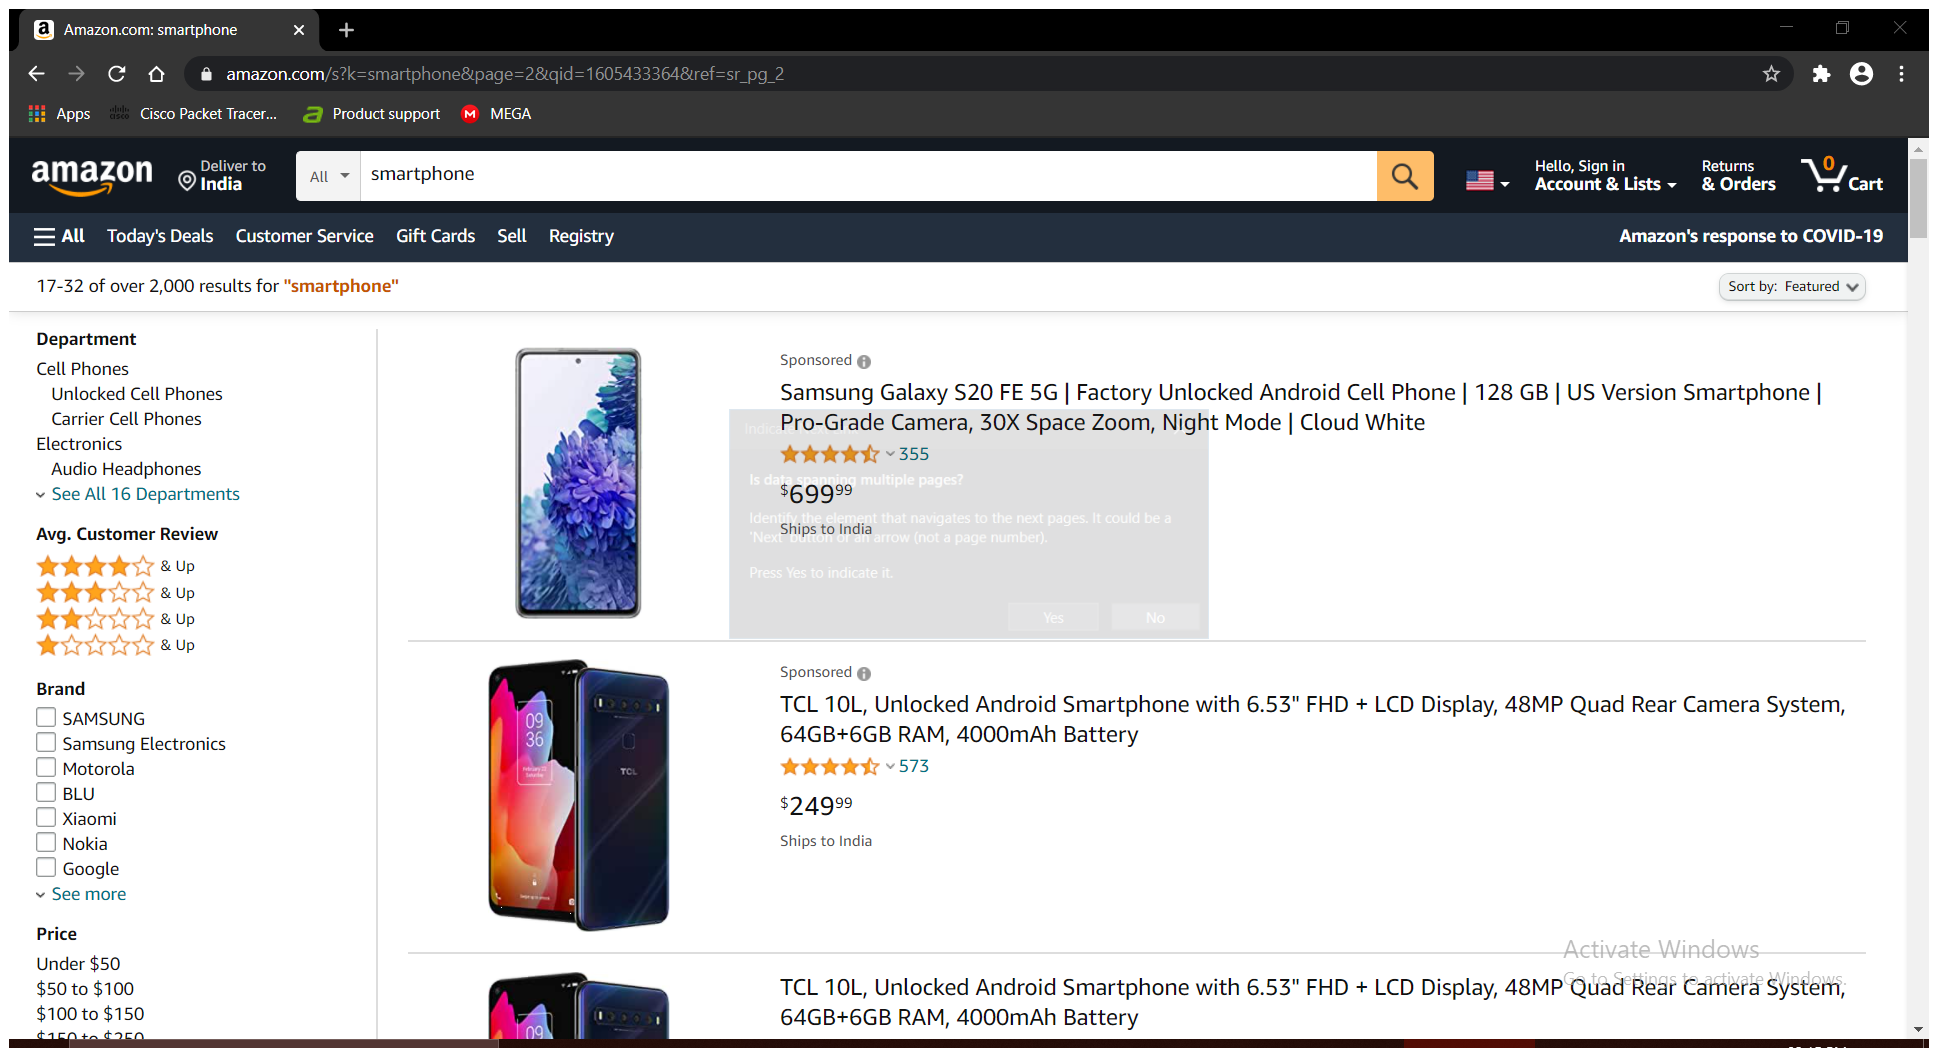 Amazon.com: smartphone
amazon.com/s?k=smartphone&page=2&qid=1605433364&ref=sr_pg_2
Apps
Cisco Packet Tracer...
Product support
MEGA
amazon
Deliver to
India
All
smartphone
Hello, Sign in
Account & Lists
Returns
& Orders
0
Cart
All
Today's Deals
Customer Service
Gift Cards
Sell
Registry
Amazon's response to COVID-19
17-32 of over 2,000 results for "smartphone"
Sort by: Featured
Department
Cell Phones
Unlocked Cell Phones
Carrier Cell Phones
Electronics
Audio Headphones
See All 16 Departments
Avg. Customer Review
& Up
& Up
& Up
& Up
Brand
SAMSUNG
Samsung Electronics
Motorola
BLU
Xiaomi
Nokia
Google
See more
Price
Under $50
$50 to $100
$100 to $150
$150 to $250
Sponsored
Samsung Galaxy S20 FE 5G | Factory Unlocked Android Cell Phone | 128 GB | US Version Smartphone |
Pro-Grade Camera, 30X Space Zoom, Night Mode | Cloud White
355
$69999
Ships to India
Is data spanning multiple pages?
Identify the element that navigates to the next pages. It could be a
'Next' button or an arrow (not a page number).
Press Yes to indicate it.
Yes
No
Sponsored
TCL 10L, Unlocked Android Smartphone with 6.53" FHD + LCD Display, 48MP Quad Rear Camera System,
64GB+6GB RAM, 4000mAh Battery
573
$24999
Ships to India
09
36
TCL
Activate Windows
Go to Settings to activate Windows.
TCL 10L, Unlocked Android Smartphone with 6.53" FHD + LCD Display, 48MP Quad Rear Camera System,
64GB+6GB RAM, 4000mAh Battery
09